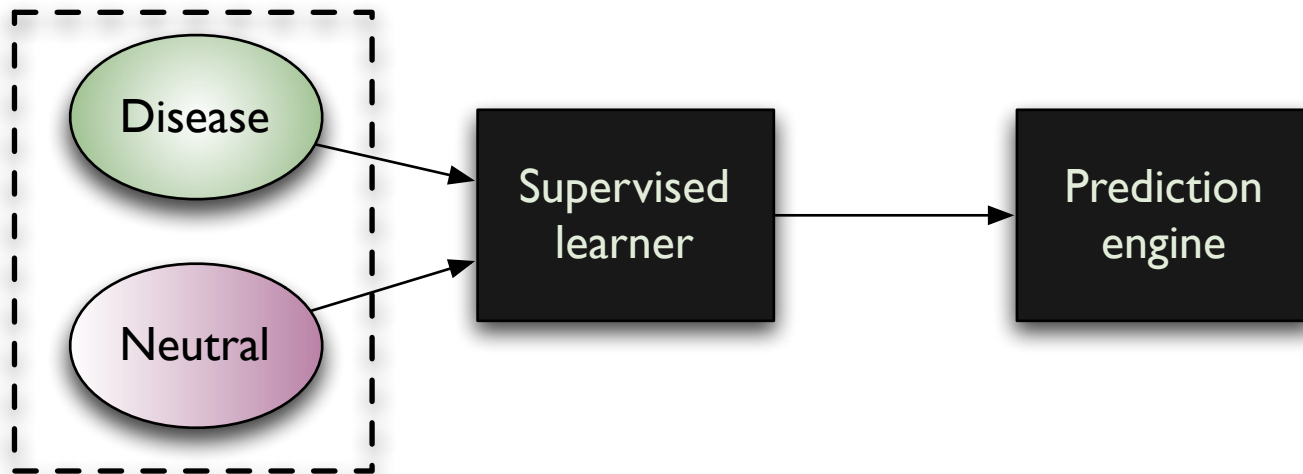 Disease
Neutral
Supervised
learner
Prediction
engine